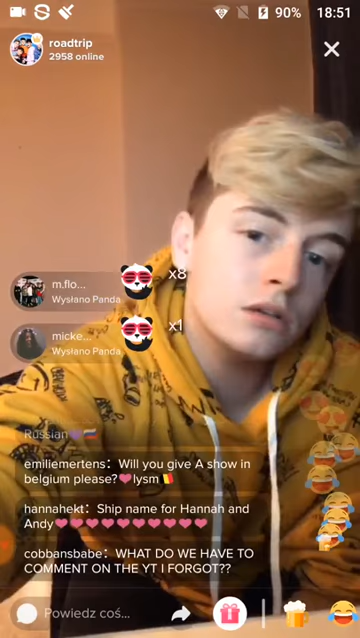 90% 18:51
roadtrip
2958 online
m.flo...
x8
Wysłano Panda
micke...
x1
Wysłano Panda
Russian
emiliemertens: Will you give A show in
belgium please?❤lysm 🇧🇪
hannahekt: Ship name for Hannah and
Andy❤❤❤❤❤❤❤❤❤❤
cobbansbabe: WHAT DO WE HAVE TO
COMMENT ON THE YT I FORGOT??
Powiedz coś...